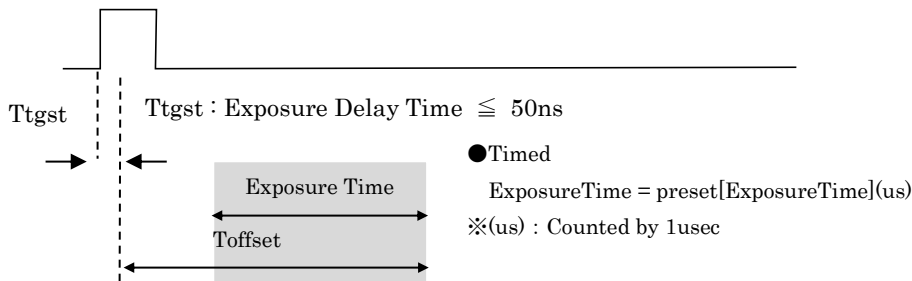 Ttgst
Ttgst : Exposure Delay Time ≦ 50ns
●Timed
Exposure Time
ExposureTime = preset[ExposureTime](us)
※(us) : Counted by 1usec
Toffset